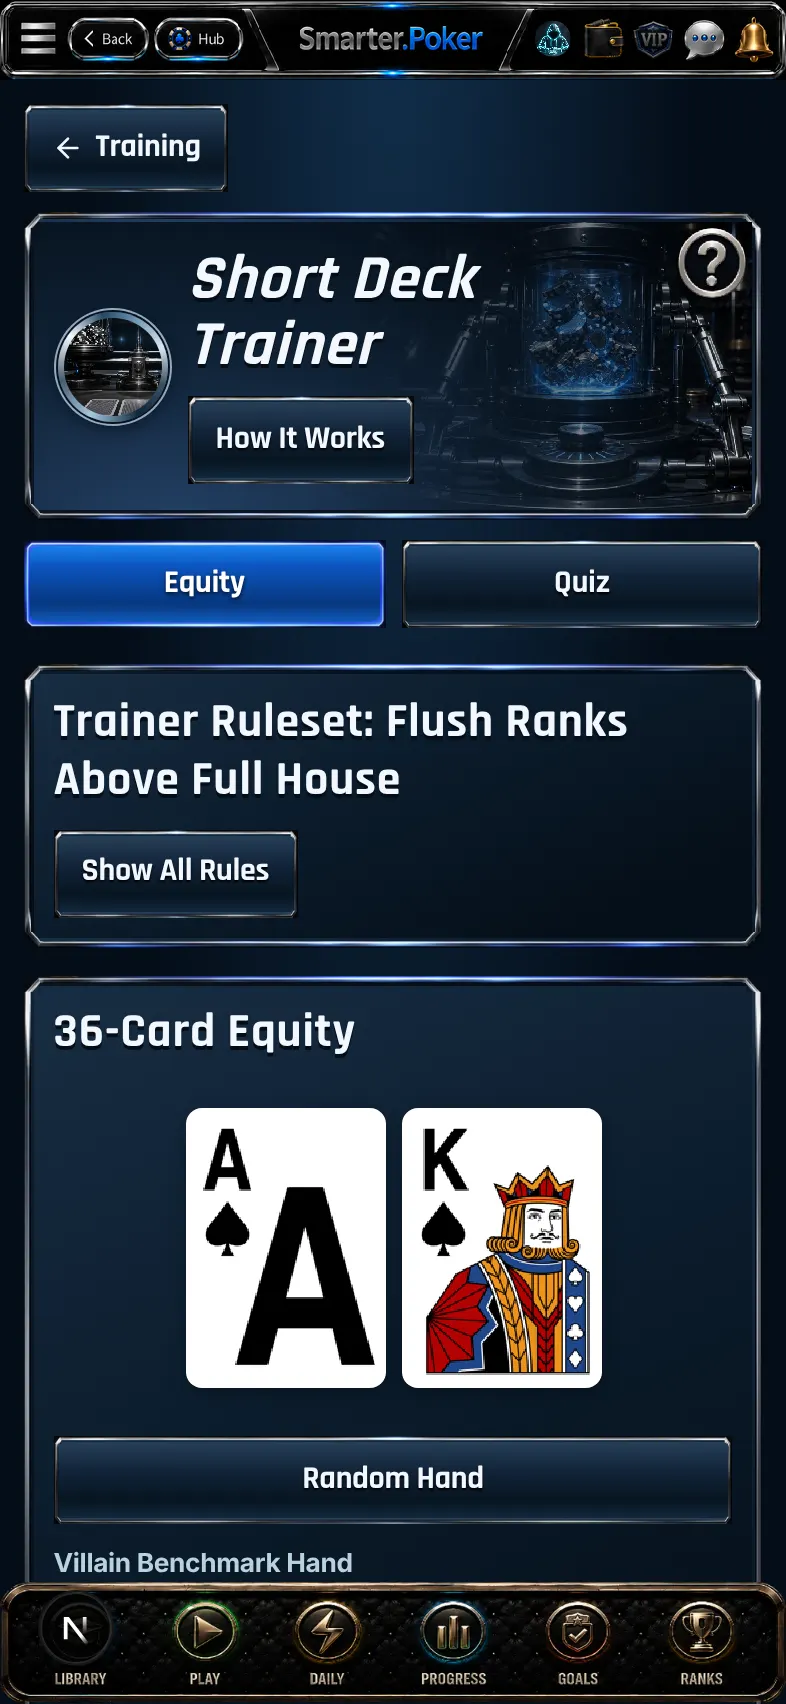 Back
Hub
Smarter.Poker
VIP
← Training
?
Short Deck
Trainer
How It Works
Equity
Quiz
Trainer Ruleset: Flush Ranks
Above Full House
Show All Rules
36-Card Equity
A
A
K
Random Hand
Villain Benchmark Hand
N
LIBRARY
PLAY
DAILY
PROGRESS
GOALS
RANKS